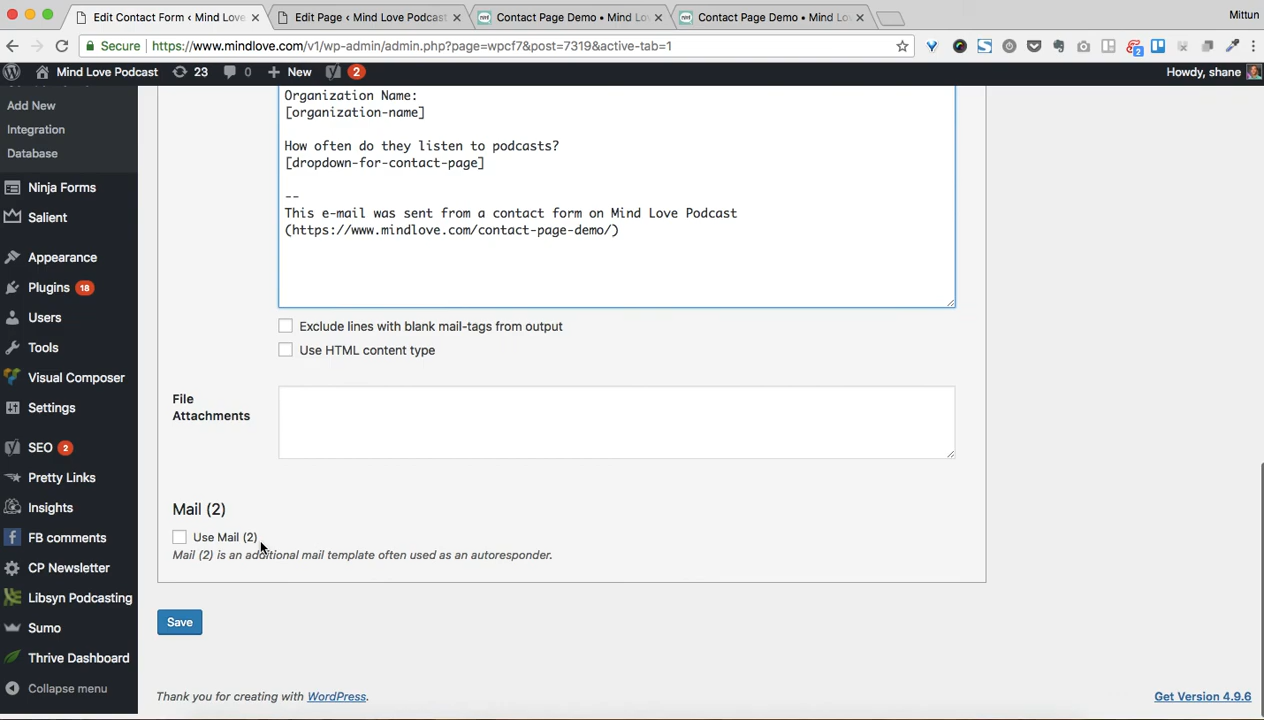 Edit Contact Form ‹ Mind Love
Edit Page ‹ Mind Love Podcast
Contact Page Demo • Mind Lo
Contact Page Demo • Mind Lov
Mittun
Secure
https://www.mindlove.com/v1/wp-admin/admin.php?page=wpcf7&post=7319&active-tab=1
2
Mind Love Podcast
23
0
New
2
Howdy, shane
Add New
Integration
Database
Ninja Forms
Salient
Appearance
Plugins 18
Users
Tools
Visual Composer
Settings
SEO 2
Pretty Links
Insights
FB comments
CP Newsletter
Libsyn Podcasting
Sumo
Thrive Dashboard
Collapse menu
Organization Name:
[organization-name]
How often do they listen to podcasts?
[dropdown-for-contact-page]
--
This e-mail was sent from a contact form on Mind Love Podcast
(https://www.mindlove.com/contact-page-demo/)
Exclude lines with blank mail-tags from output
Use HTML content type
File
Attachments
Mail (2)
Use Mail (2)
Mail (2) is an additional mail template often used as an autoresponder.
Save
Thank you for creating with WordPress.
Get Version 4.9.6